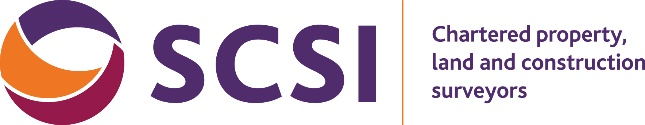 SCSI
Chartered property,
land and construction
surveyors